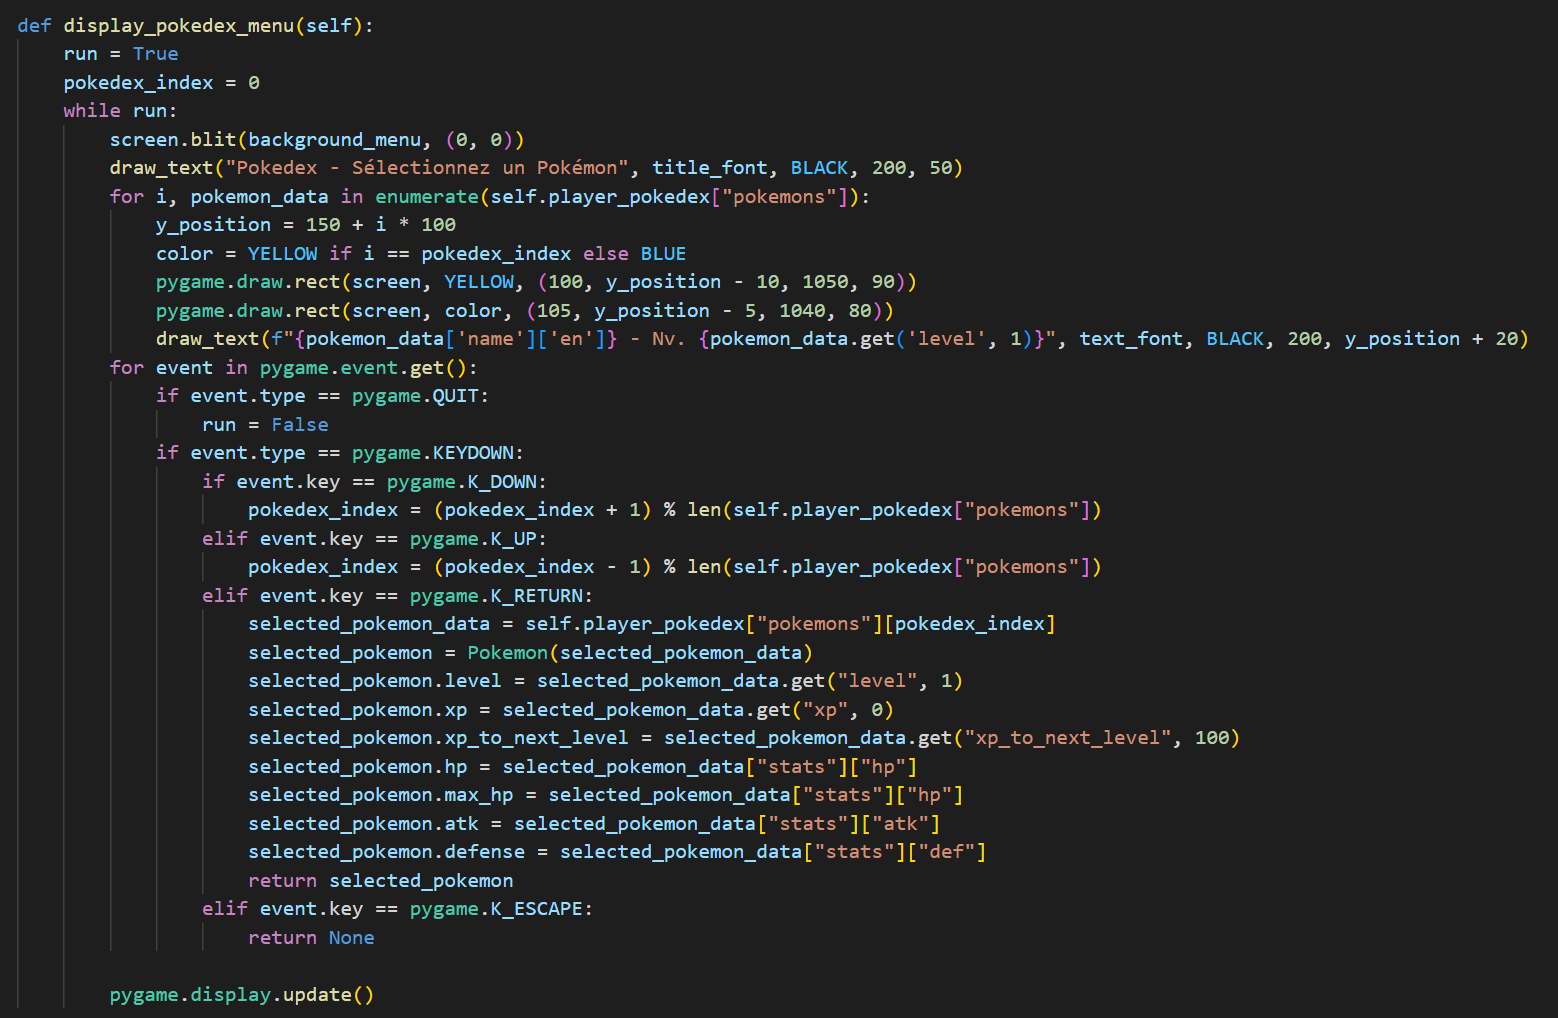 def display_pokedex_menu(self):
    run = True
    pokedex_index = 0
    while run:
        screen.blit(background_menu, (0, 0))
        draw_text("Pokedex - Sélectionnez un Pokémon", title_font, BLACK, 200, 50)
        for i, pokemon_data in enumerate(self.player_pokedex["pokemons"]):
            y_position = 150 + i * 100
            color = YELLOW if i == pokedex_index else BLUE
            pygame.draw.rect(screen, YELLOW, (100, y_position - 10, 1050, 90))
            pygame.draw.rect(screen, color, (105, y_position - 5, 1040, 80))
            draw_text(f"{pokemon_data['name']['en']} - Nv. {pokemon_data.get('level', 1)}", text_font, BLACK, 200, y_position + 20)
        for event in pygame.event.get():
            if event.type == pygame.QUIT:
                run = False
            if event.type == pygame.KEYDOWN:
                if event.key == pygame.K_DOWN:
                    pokedex_index = (pokedex_index + 1) % len(self.player_pokedex["pokemons"])
                elif event.key == pygame.K_UP:
                    pokedex_index = (pokedex_index - 1) % len(self.player_pokedex["pokemons"])
                elif event.key == pygame.K_RETURN:
                    selected_pokemon_data = self.player_pokedex["pokemons"][pokedex_index]
                    selected_pokemon = Pokemon(selected_pokemon_data)
                    selected_pokemon.level = selected_pokemon_data.get("level", 1)
                    selected_pokemon.xp = selected_pokemon_data.get("xp", 0)
                    selected_pokemon.xp_to_next_level = selected_pokemon_data.get("xp_to_next_level", 100)
                    selected_pokemon.hp = selected_pokemon_data["stats"]["hp"]
                    selected_pokemon.max_hp = selected_pokemon_data["stats"]["hp"]
                    selected_pokemon.atk = selected_pokemon_data["stats"]["atk"]
                    selected_pokemon.defense = selected_pokemon_data["stats"]["def"]
                    return selected_pokemon
                elif event.key == pygame.K_ESCAPE:
                    return None

        pygame.display.update()